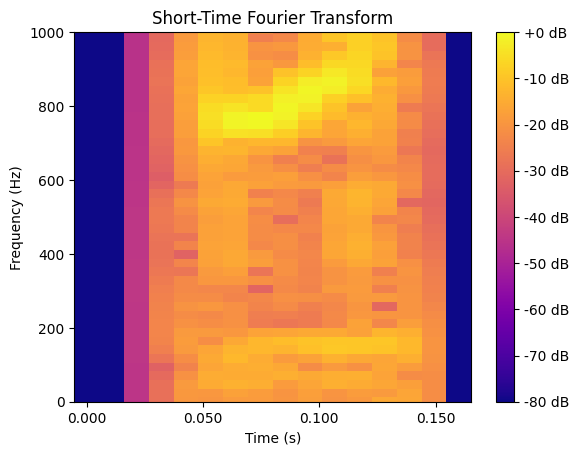 Short-Time Fourier Transform
1000
800
600
400
200
0
Frequency (Hz)
0.000
0.050
0.100
0.150
Time (s)
+0 dB
-10 dB
-20 dB
-30 dB
-40 dB
-50 dB
-60 dB
-70 dB
-80 dB